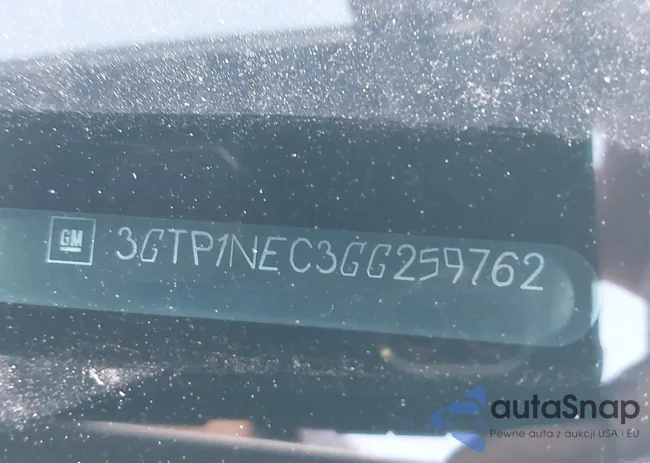 GM 3GTP1NEC3GG259762
autaSnap
Pewne auta z aukcji USA i EU